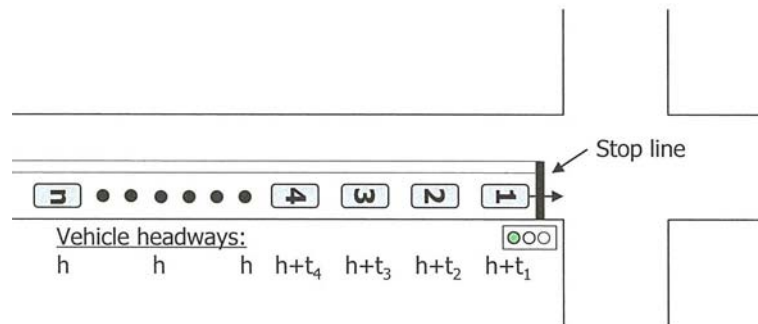 Stop line
n 4 3 2 1
Vehicle headways:
h h h h+t₄ h+t₃ h+t₂ h+t₁